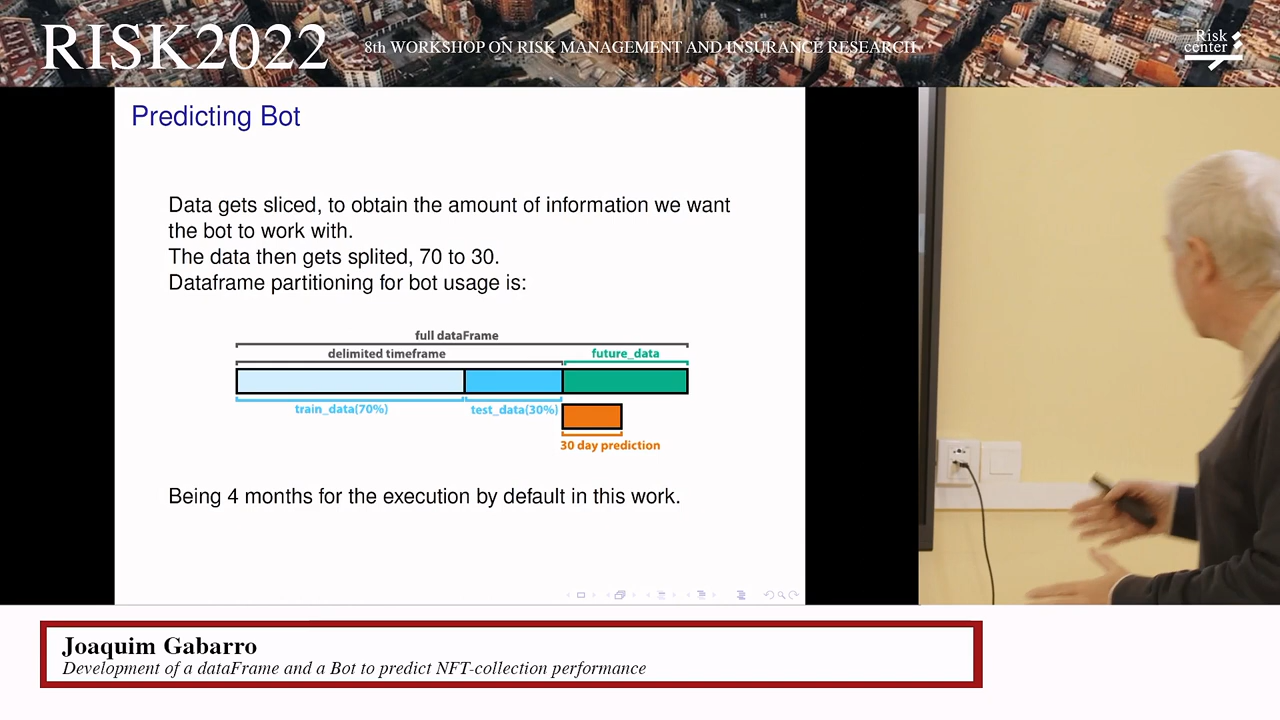 RISK2022
8th WORKSHOP ON RISK MANAGEMENT AND INSURANCE RESEARCH
Risk
center
Predicting Bot
Data gets sliced, to obtain the amount of information we want
the bot to work with.
The data then gets splited, 70 to 30.
Dataframe partitioning for bot usage is:
full dataFrame
delimited timeframe
future_data
train_data(70%)
test_data(30%)
30 day prediction
Being 4 months for the execution by default in this work.
Joaquim Gabarro
Development of a dataFrame and a Bot to predict NFT-collection performance